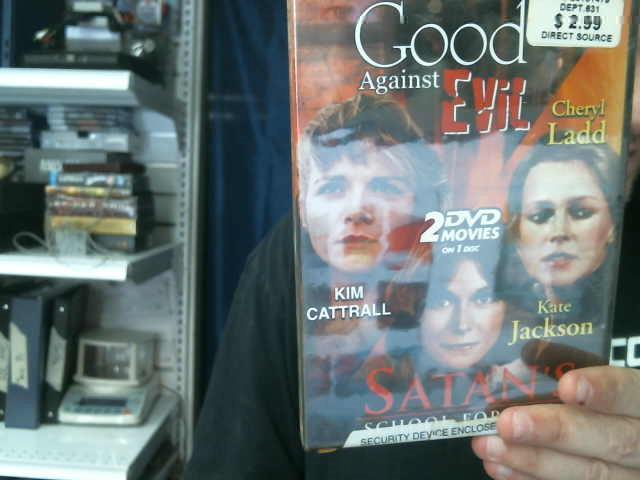 DEPT.831
$ 2.99
DIRECT SOURCE
Good
Against
EVIL
Cheryl
Ladd
2 DVD
MOVIES
ON 1 DISC
KIM
CATTRALL
Kate
Jackson
SATAN'S
SCHOOL FOR
SECURITY DEVICE ENCLOSE